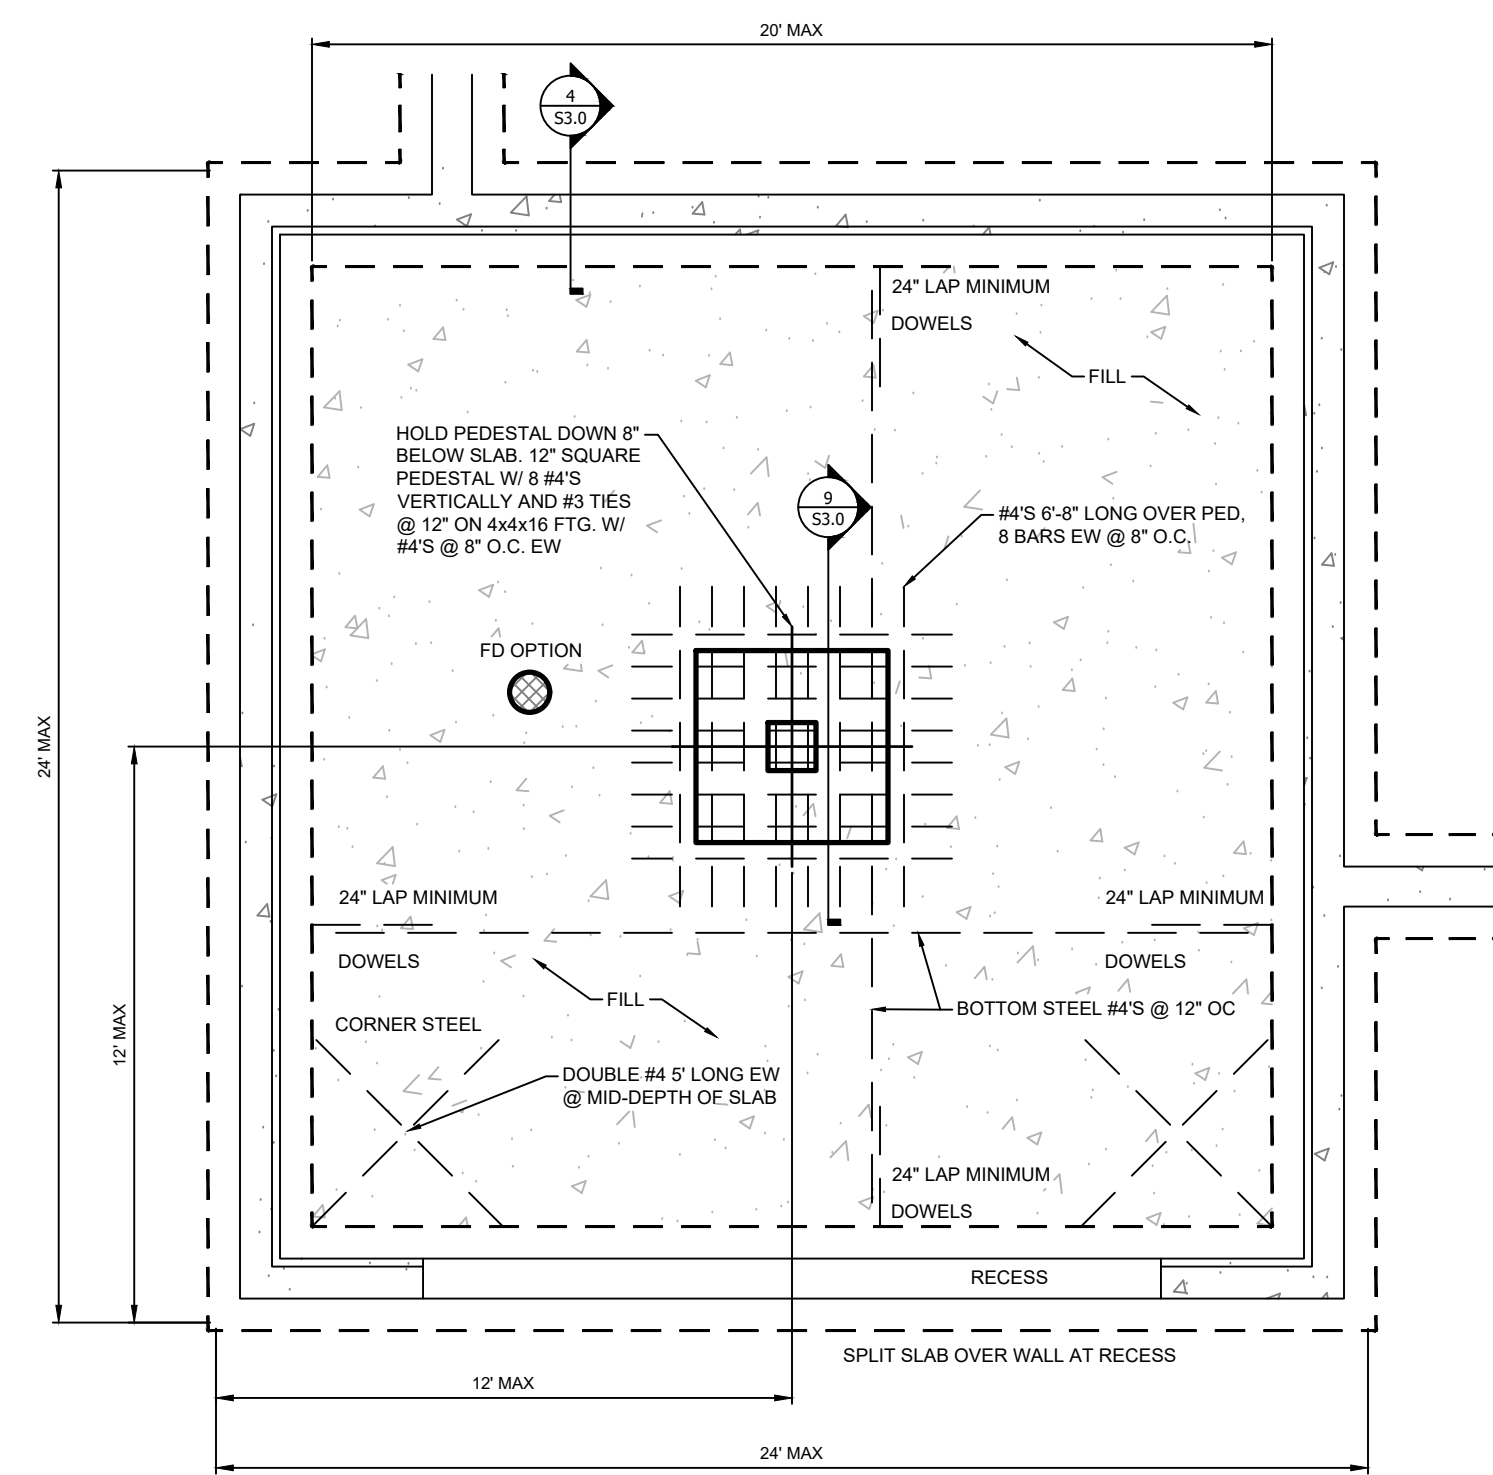 20' MAX
4
S3.0
24" LAP MINIMUM
DOWELS
FILL
HOLD PEDESTAL DOWN 8"
BELOW SLAB. 12" SQUARE
PEDESTAL W/ 8 #4'S
VERTICALLY AND #3 TIES
@ 12" ON 4x4x16 FTG. W/
#4'S @ 8" O.C. EW
9
S3.0
#4'S 6'-8" LONG OVER PED,
8 BARS EW @ 8" O.C.
FD OPTION
24' MAX
24" LAP MINIMUM
24" LAP MINIMUM
DOWELS
DOWELS
FILL
BOTTOM STEEL #4'S @ 12" OC
CORNER STEEL
12' MAX
DOUBLE #4 5' LONG EW
@ MID-DEPTH OF SLAB
24" LAP MINIMUM
DOWELS
RECESS
SPLIT SLAB OVER WALL AT RECESS
12' MAX
24' MAX